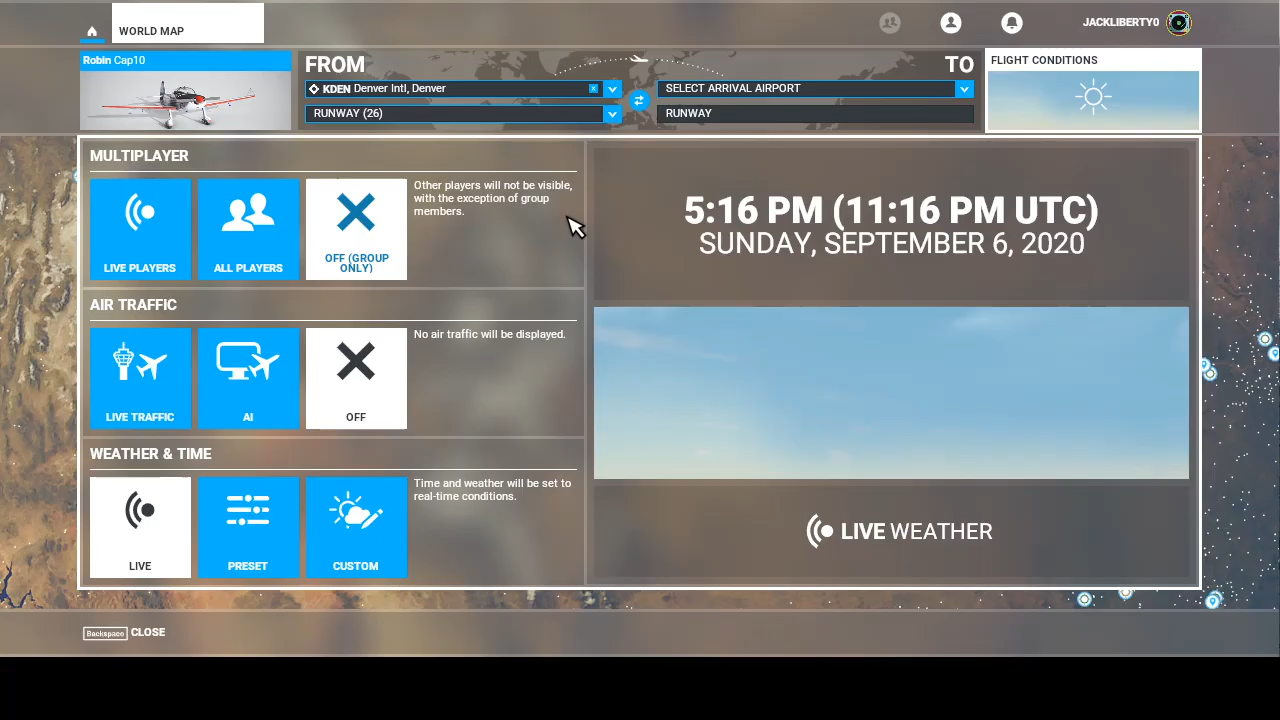 WORLD MAP
JACKLIBERTY0
Robin Cap10
FROM
TO
FLIGHT CONDITIONS
KDEN Denver Intl, Denver
x
SELECT ARRIVAL AIRPORT
RUNWAY (26)
RUNWAY
MULTIPLAYER
LIVE PLAYERS
ALL PLAYERS
OFF (GROUP
ONLY)
Other players will not be visible,
with the exception of group
members.
AIR TRAFFIC
LIVE TRAFFIC
AI
OFF
No air traffic will be displayed.
WEATHER & TIME
LIVE
PRESET
CUSTOM
Time and weather will be set to
real-time conditions.
5:16 PM (11:16 PM UTC)
SUNDAY, SEPTEMBER 6, 2020
LIVE WEATHER
Backspace CLOSE